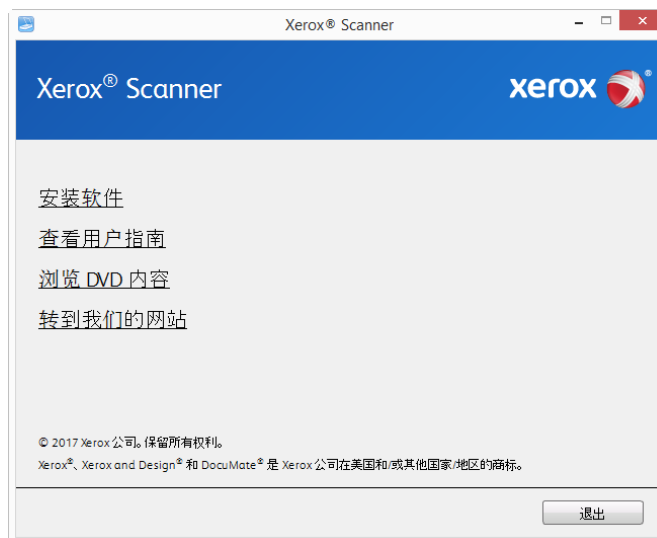 Xerox® Scanner
Xerox® Scanner
xerox ®
安装软件
查看用户指南
浏览 DVD 内容
转到我们的网站
© 2017 Xerox 公司。保留所有权利。
Xerox®、Xerox and Design® 和 DocuMate® 是 Xerox 公司在美国和/或其他国家/地区的商标。
退出